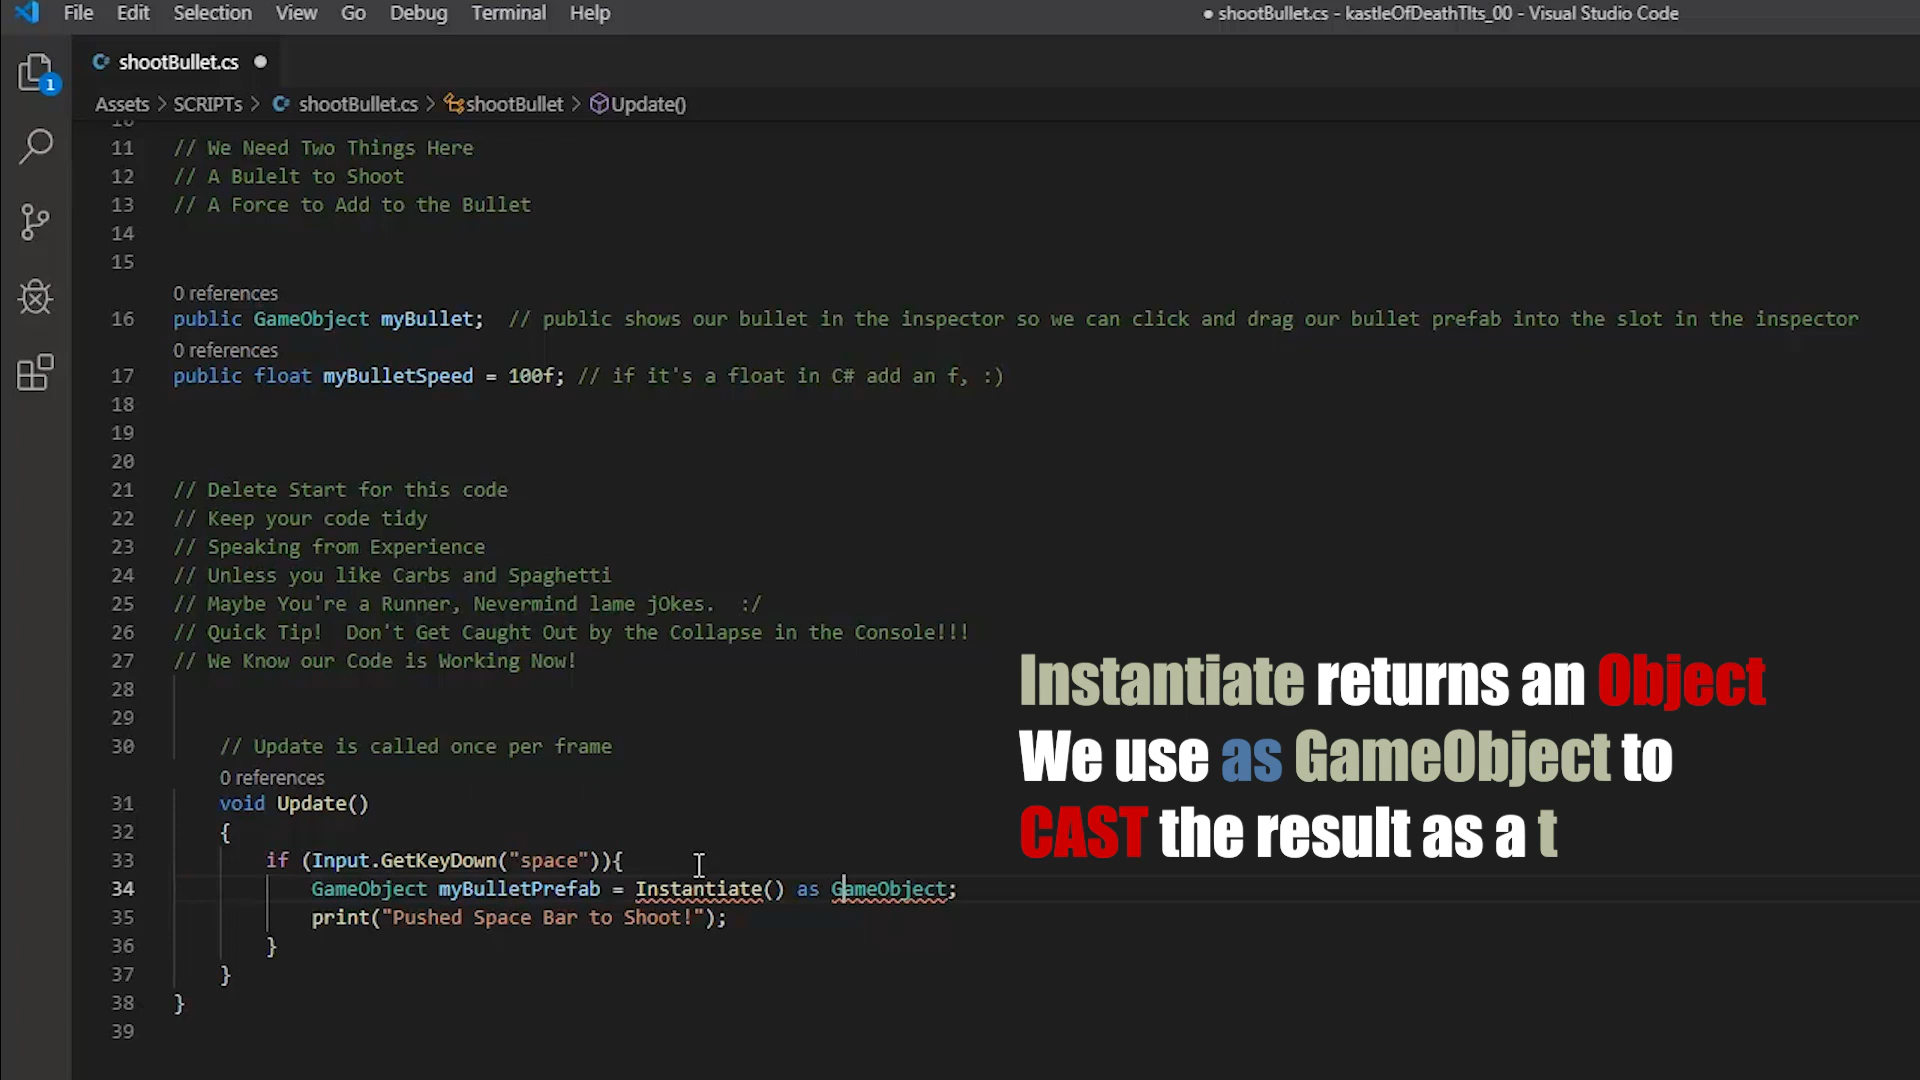 File Edit Selection View Go Debug Terminal Help
● shootBullet.cs - kastleOfDeathTlts_00 - Visual Studio Code
shootBullet.cs ●
1
Assets > SCRIPTs > shootBullet.cs > shootBullet > Update()
10
11 // We Need Two Things Here
12 // A Bulelt to Shoot
13 // A Force to Add to the Bullet
14
15
0 references
16 public GameObject myBullet; // public shows our bullet in the inspector so we can click and drag our bullet prefab into the slot in the inspector
0 references
17 public float myBulletSpeed = 100f; // if it's a float in C# add an f, :)
18
19
20
21 // Delete Start for this code
22 // Keep your code tidy
23 // Speaking from Experience
24 // Unless you like Carbs and Spaghetti
25 // Maybe You're a Runner, Nevermind lame jOkes. :/
26 // Quick Tip! Don't Get Caught Out by the Collapse in the Console!!!
27 // We Know our Code is Working Now!
28
29
30 // Update is called once per frame
0 references
31 void Update()
32 {
33 if (Input.GetKeyDown("space")){
34 GameObject myBulletPrefab = Instantiate() as GameObject;
35 print("Pushed Space Bar to Shoot!");
36 }
37 }
38 }
39
Instantiate returns an Object
We use as GameObject to
CAST the result as a t